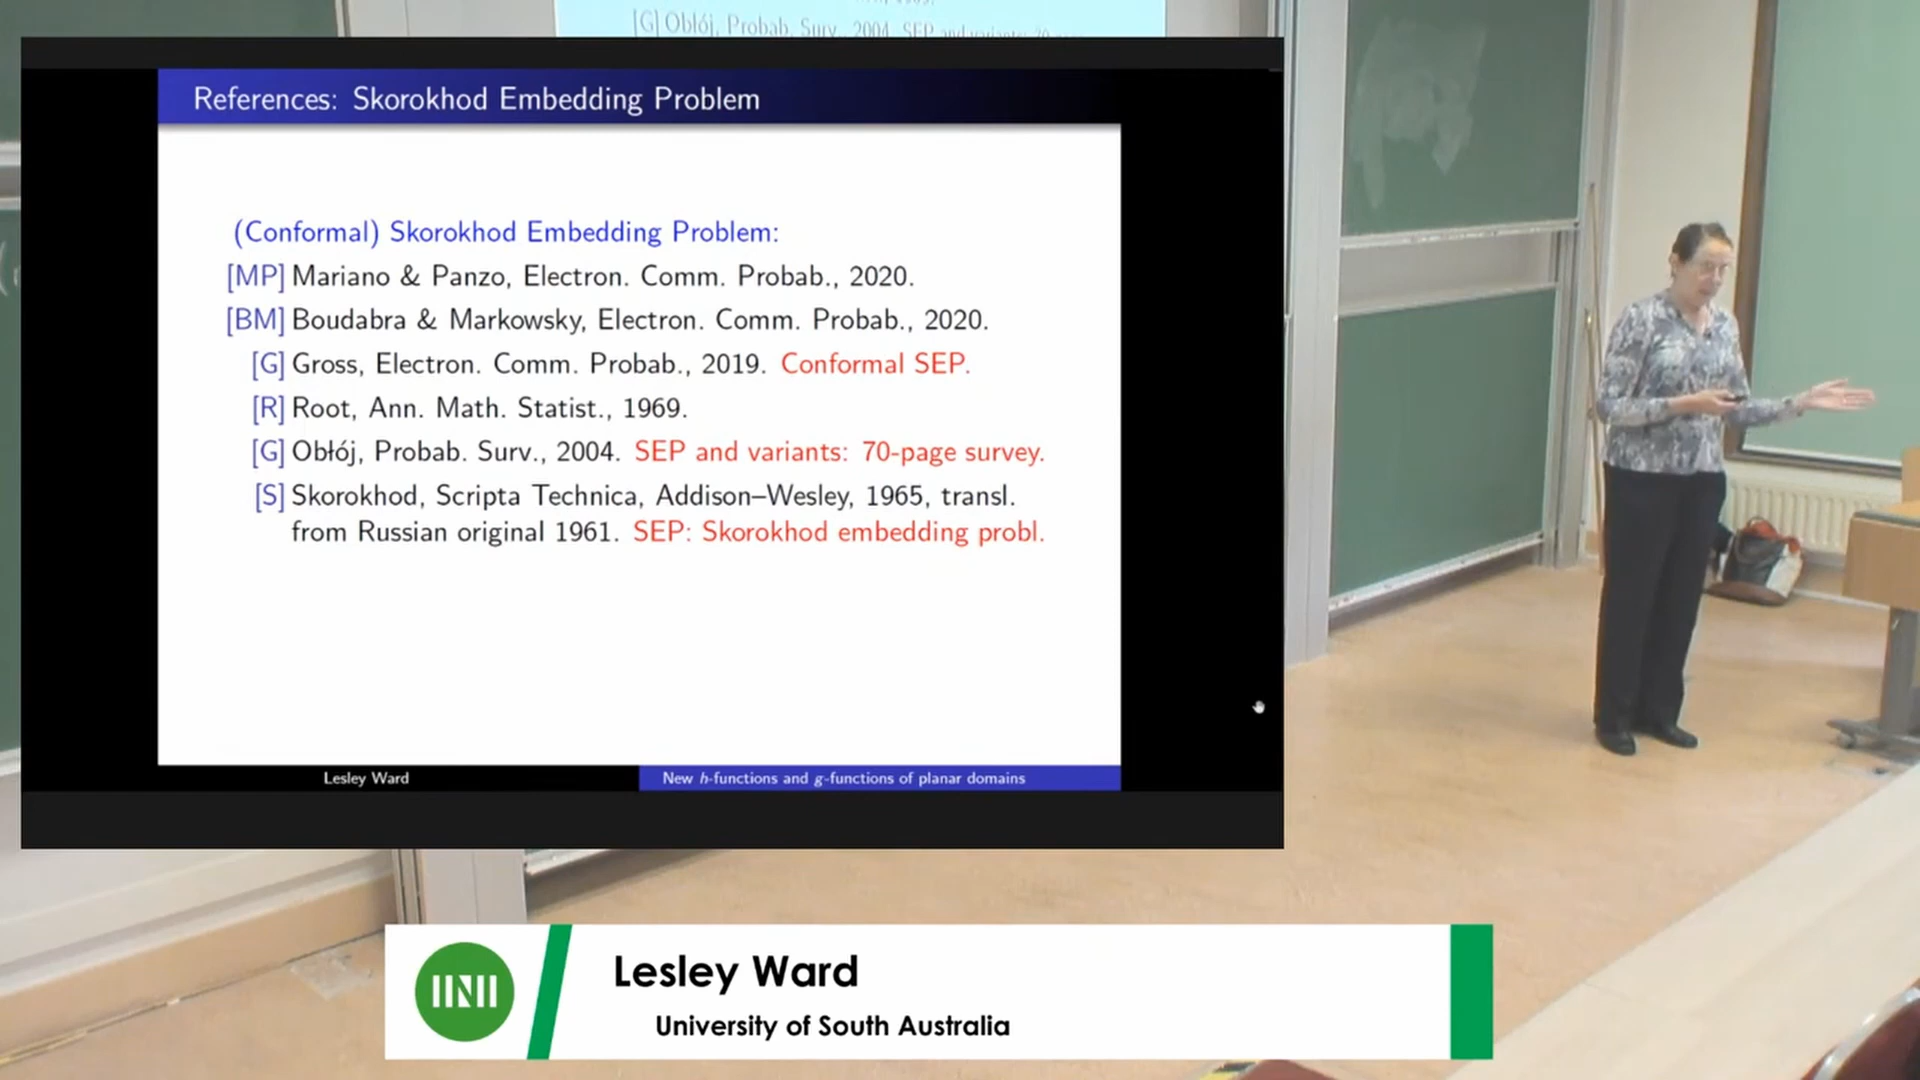 [G] Obłój, Probab. Surv., 2004. SEP and variants: 70-page
References: Skorokhod Embedding Problem
(Conformal) Skorokhod Embedding Problem:
[MP] Mariano & Panzo, Electron. Comm. Probab., 2020.
[BM] Boudabra & Markowsky, Electron. Comm. Probab., 2020.
[G] Gross, Electron. Comm. Probab., 2019. Conformal SEP.
[R] Root, Ann. Math. Statist., 1969.
[G] Obłój, Probab. Surv., 2004. SEP and variants: 70-page survey.
[S] Skorokhod, Scripta Technica, Addison–Wesley, 1965, transl.
from Russian original 1961. SEP: Skorokhod embedding probl.
Lesley Ward
New h-functions and g-functions of planar domains
Lesley Ward
University of South Australia